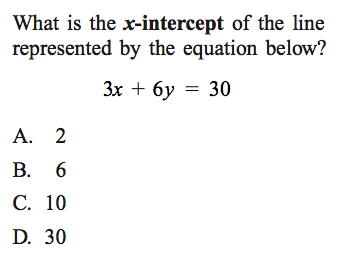 What is the x-intercept of the line
represented by the equation below?
3x + 6y = 30
A. 2
B. 6
C. 10
D. 30